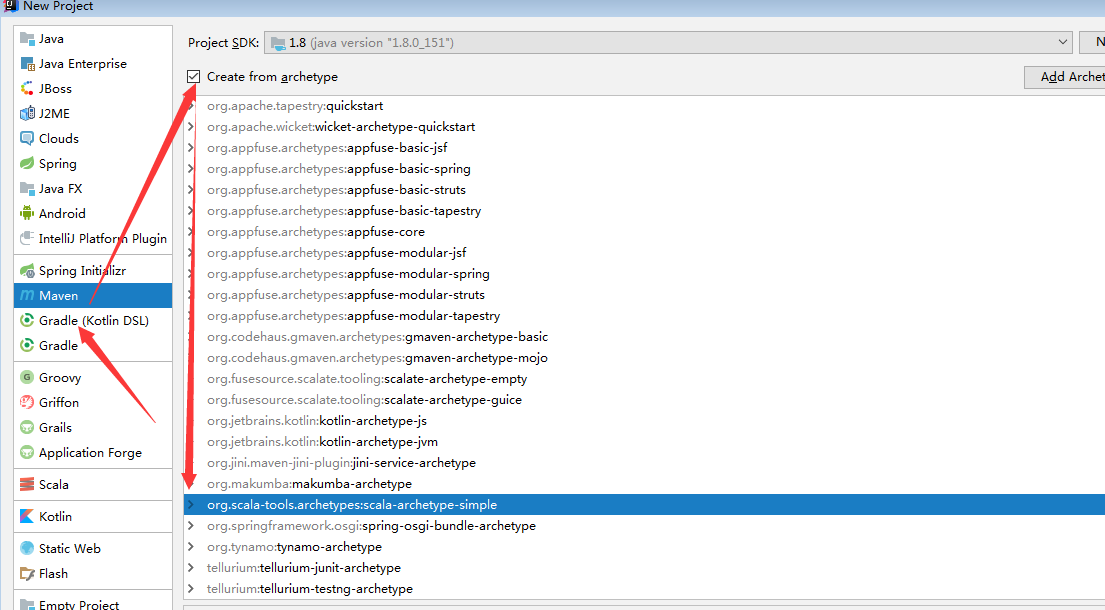 New Project
Java
Java Enterprise
JBoss
J2ME
Clouds
Spring
Java FX
Android
IntelliJ Platform Plugin
Spring Initializr
Maven
Gradle (Kotlin DSL)
Gradle
Groovy
Griffon
Grails
Application Forge
Scala
Kotlin
Static Web
Flash
Empty Project
Project SDK: 1.8 (java version "1.8.0_151") N
Create from archetype Add Archet
org.apache.tapestry:quickstart
org.apache.wicket:wicket-archetype-quickstart
org.appfuse.archetypes:appfuse-basic-jsf
org.appfuse.archetypes:appfuse-basic-spring
org.appfuse.archetypes:appfuse-basic-struts
org.appfuse.archetypes:appfuse-basic-tapestry
org.appfuse.archetypes:appfuse-core
org.appfuse.archetypes:appfuse-modular-jsf
org.appfuse.archetypes:appfuse-modular-spring
org.appfuse.archetypes:appfuse-modular-struts
org.appfuse.archetypes:appfuse-modular-tapestry
org.codehaus.gmaven.archetypes:gmaven-archetype-basic
org.codehaus.gmaven.archetypes:gmaven-archetype-mojo
org.fusesource.scalate.tooling:scalate-archetype-empty
org.fusesource.scalate.tooling:scalate-archetype-guice
org.jetbrains.kotlin:kotlin-archetype-js
org.jetbrains.kotlin:kotlin-archetype-jvm
org.jini.maven-jini-plugin:jini-service-archetype
org.makumba:makumba-archetype
org.scala-tools.archetypes:scala-archetype-simple
org.springframework.osgi:spring-osgi-bundle-archetype
org.tynamo:tynamo-archetype
tellurium:tellurium-junit-archetype
tellurium:tellurium-testng-archetype